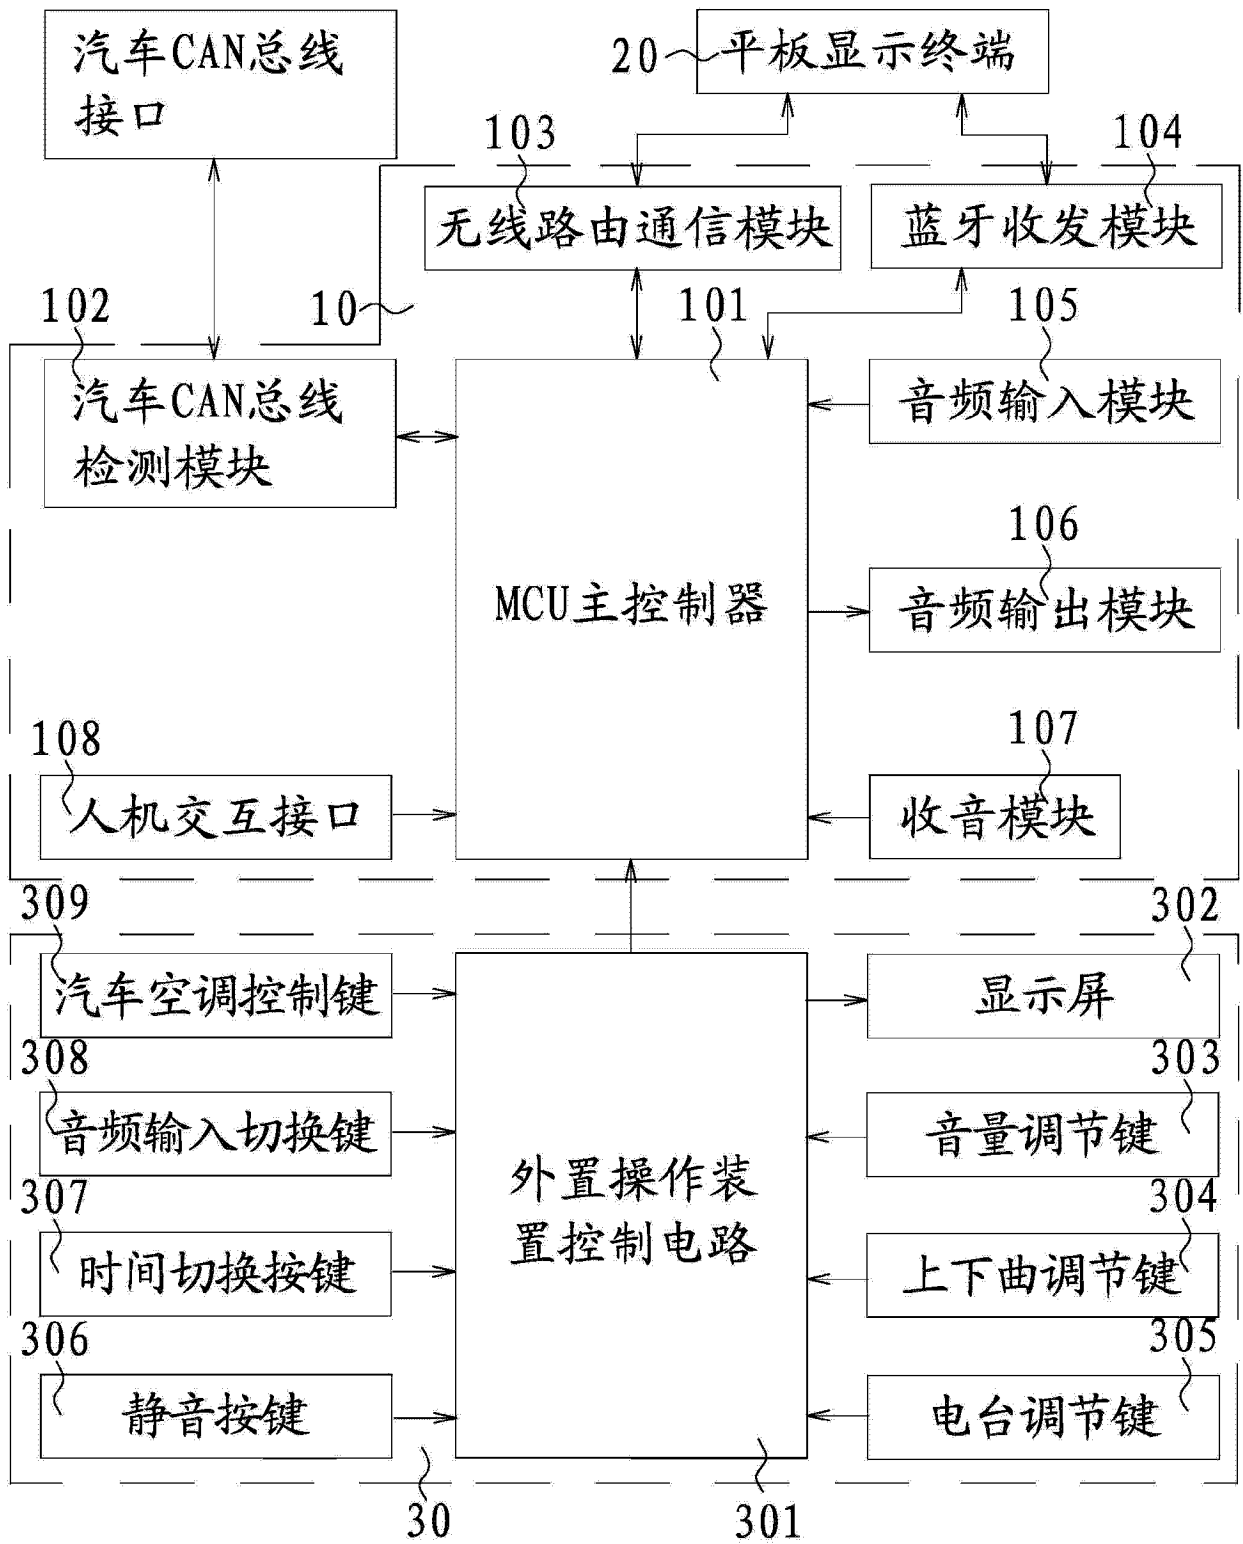 汽车CAN总线
接口
20
平板显示终端
103
104
无线路由通信模块
蓝牙收发模块
102
10
101
105
汽车CAN总线
检测模块
音频输入模块
106
MCU主控制器
音频输出模块
108
107
人机交互接口
收音模块
309
302
汽车空调控制键
显示屏
308
303
音频输入切换键
音量调节键
外置操作装
置控制电路
307
304
时间切换按键
上下曲调节键
306
305
静音按键
电台调节键
30
301